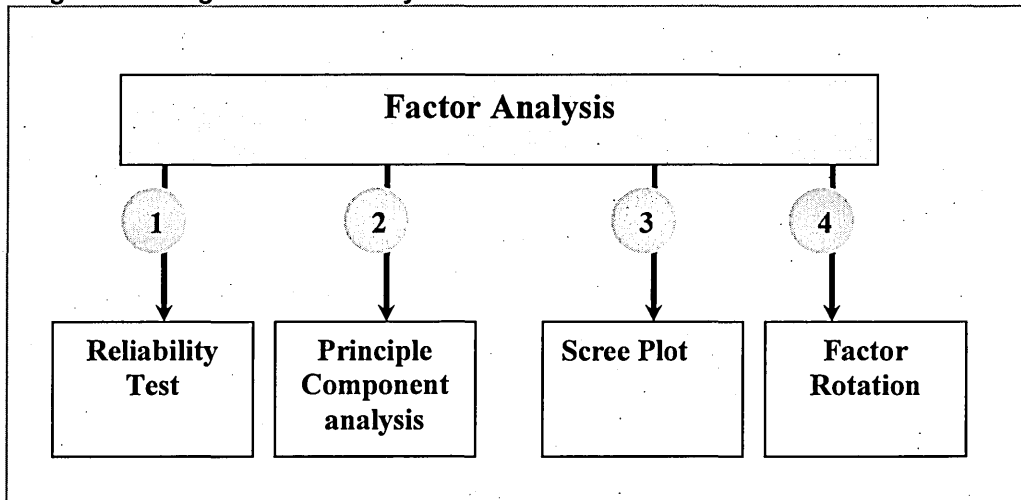 Factor Analysis
1
2
3
4
Reliability
Test
Principle
Component
analysis
Scree Plot
Factor
Rotation